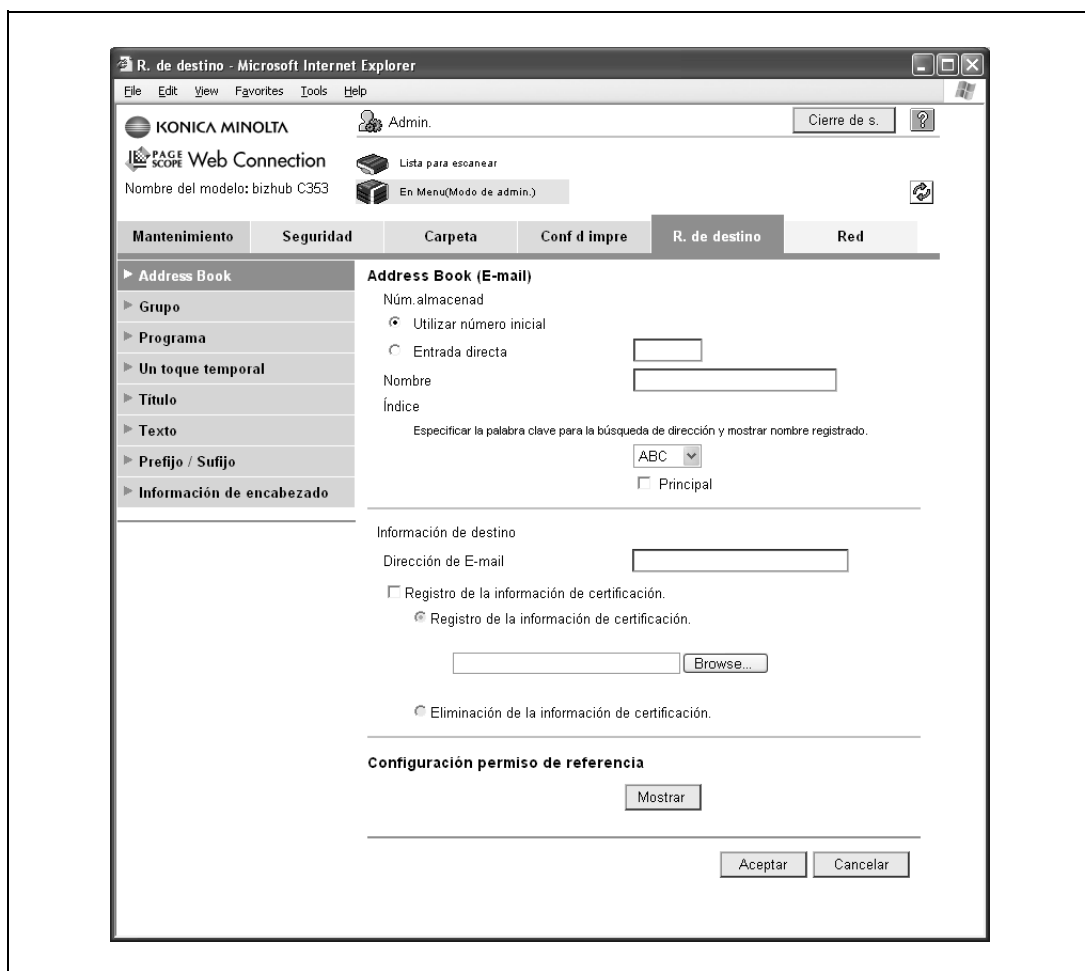 R. de destino - Microsoft Internet Explorer
File Edit View Favorites Tools Help
KONICA MINOLTA
Admin.
Cierre de s.
?
PAGE SCOPE Web Connection
Lista para escanear
Nombre del modelo: bizhub C353
En Menu(Modo de admin.)
Mantenimiento Seguridad Carpeta Conf d impre R. de destino Red
Address Book
Grupo
Programa
Un toque temporal
Título
Texto
Prefijo / Sufijo
Información de encabezado
Address Book (E-mail)
Núm.almacenad
Utilizar número inicial
Entrada directa
Nombre
Índice
Especificar la palabra clave para la búsqueda de dirección y mostrar nombre registrado.
ABC
Principal
Información de destino
Dirección de E-mail
Registro de la información de certificación.
Registro de la información de certificación.
Browse...
Eliminación de la información de certificación.
Configuración permiso de referencia
Mostrar
Aceptar Cancelar